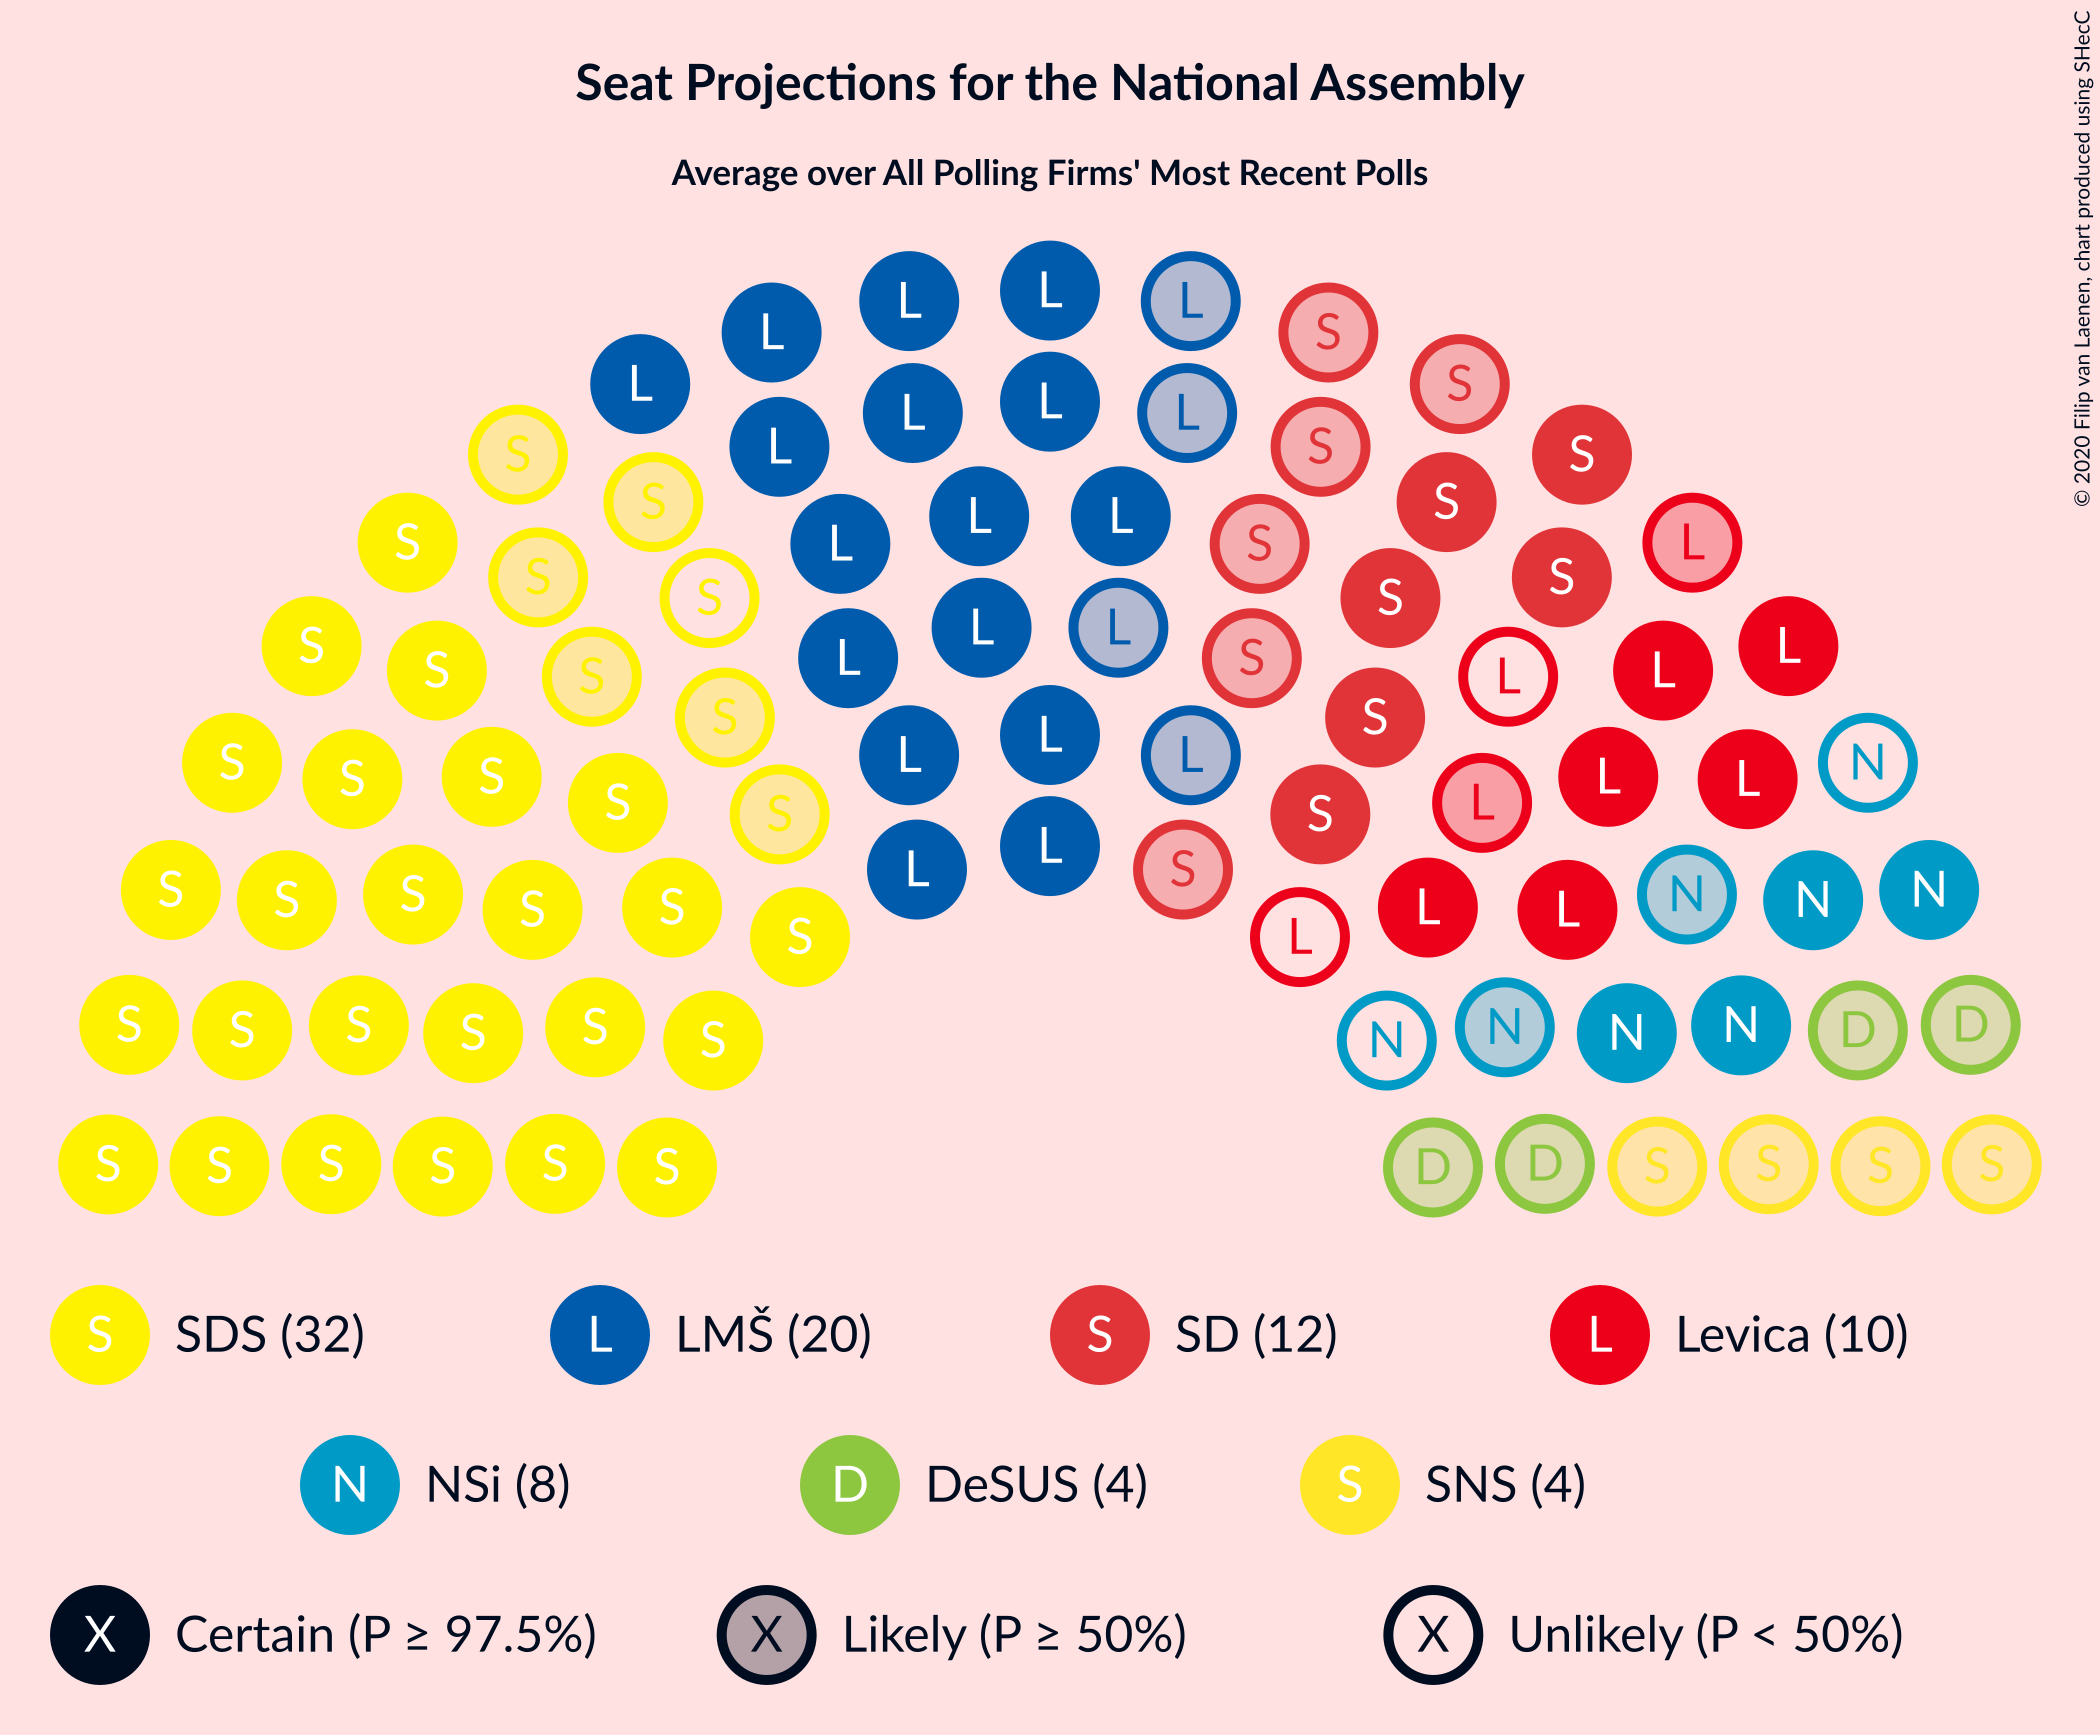 Seat Projections for the National Assembly
Average over All Polling Firms' Most Recent Polls
© 2020 Filip van Laenen, chart produced using SHecC
L L L L L S
L S S
L L L S
L S S S
S S
L L
S L L S L
S S S
S S
L L S
S S L L
L S
S S S
L L L
S S S S L L L N
S S L
L S
S L S N N
S S S S L L N N
S L
S S S S S S N N N N D D
S S S S S S D D S S S S
S SDS (32) L LMŠ (20) S SD (12) L Levica (10)
N NSi (8) D DeSUS (4) S SNS (4)
X Certain (P ≥ 97.5%) X Likely (P ≥ 50%) X Unlikely (P < 50%)